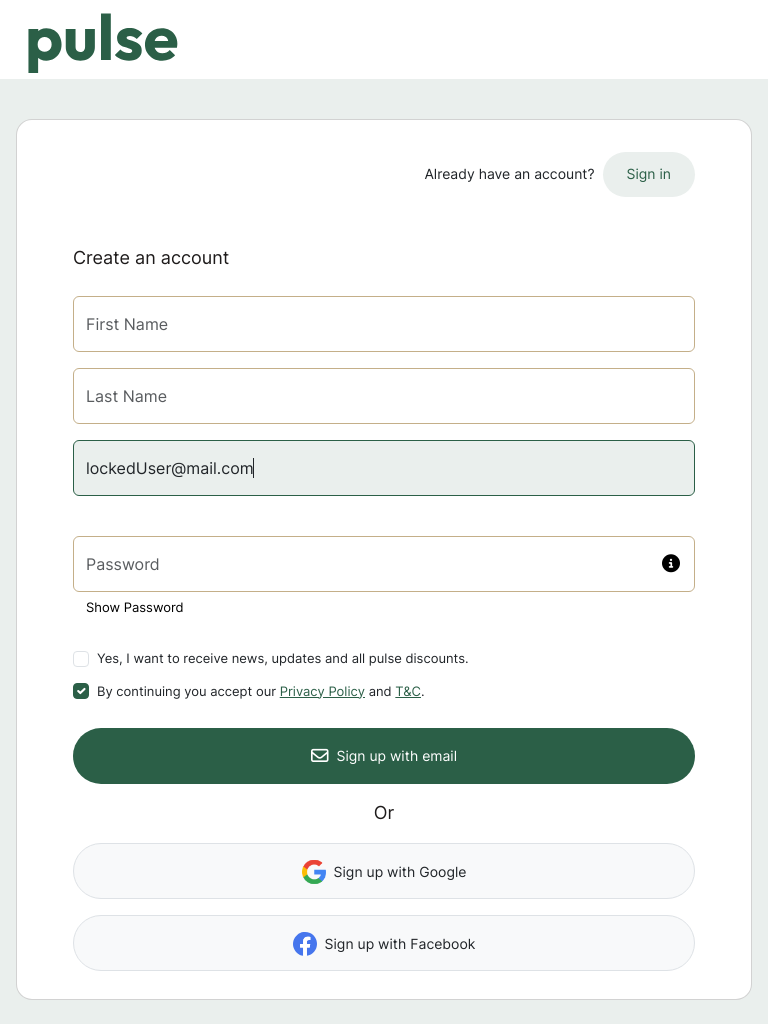 pulse
Already have an account? Sign in
Create an account
First Name
Last Name
lockedUser@mail.com
Password
Show Password
Yes, I want to receive news, updates and all pulse discounts.
By continuing you accept our Privacy Policy and T&C.
Sign up with email
Or
Sign up with Google
Sign up with Facebook